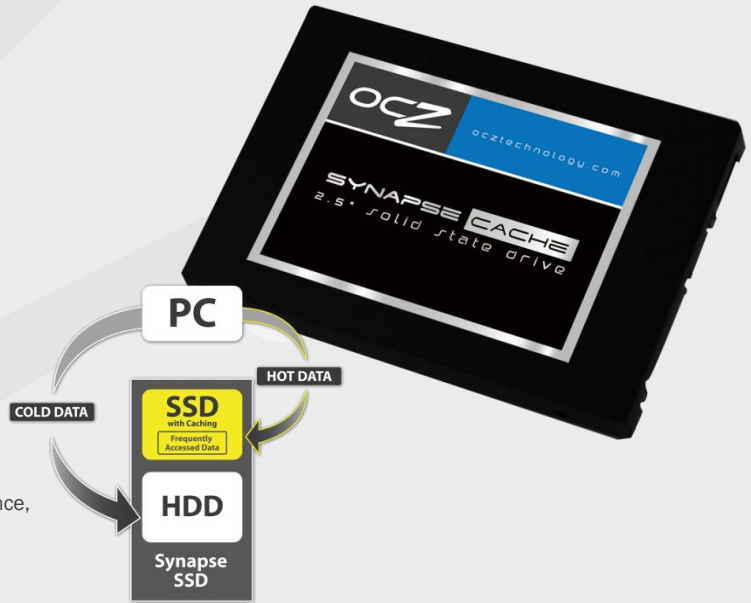 OCZ
ocztechnology.com
SYNAPSE CACHE
2.5" solid state drive
PC
HOT DATA
COLD DATA
SSD
with Caching
Frequently
Accessed Data
HDD
nce,
Synapse
SSD